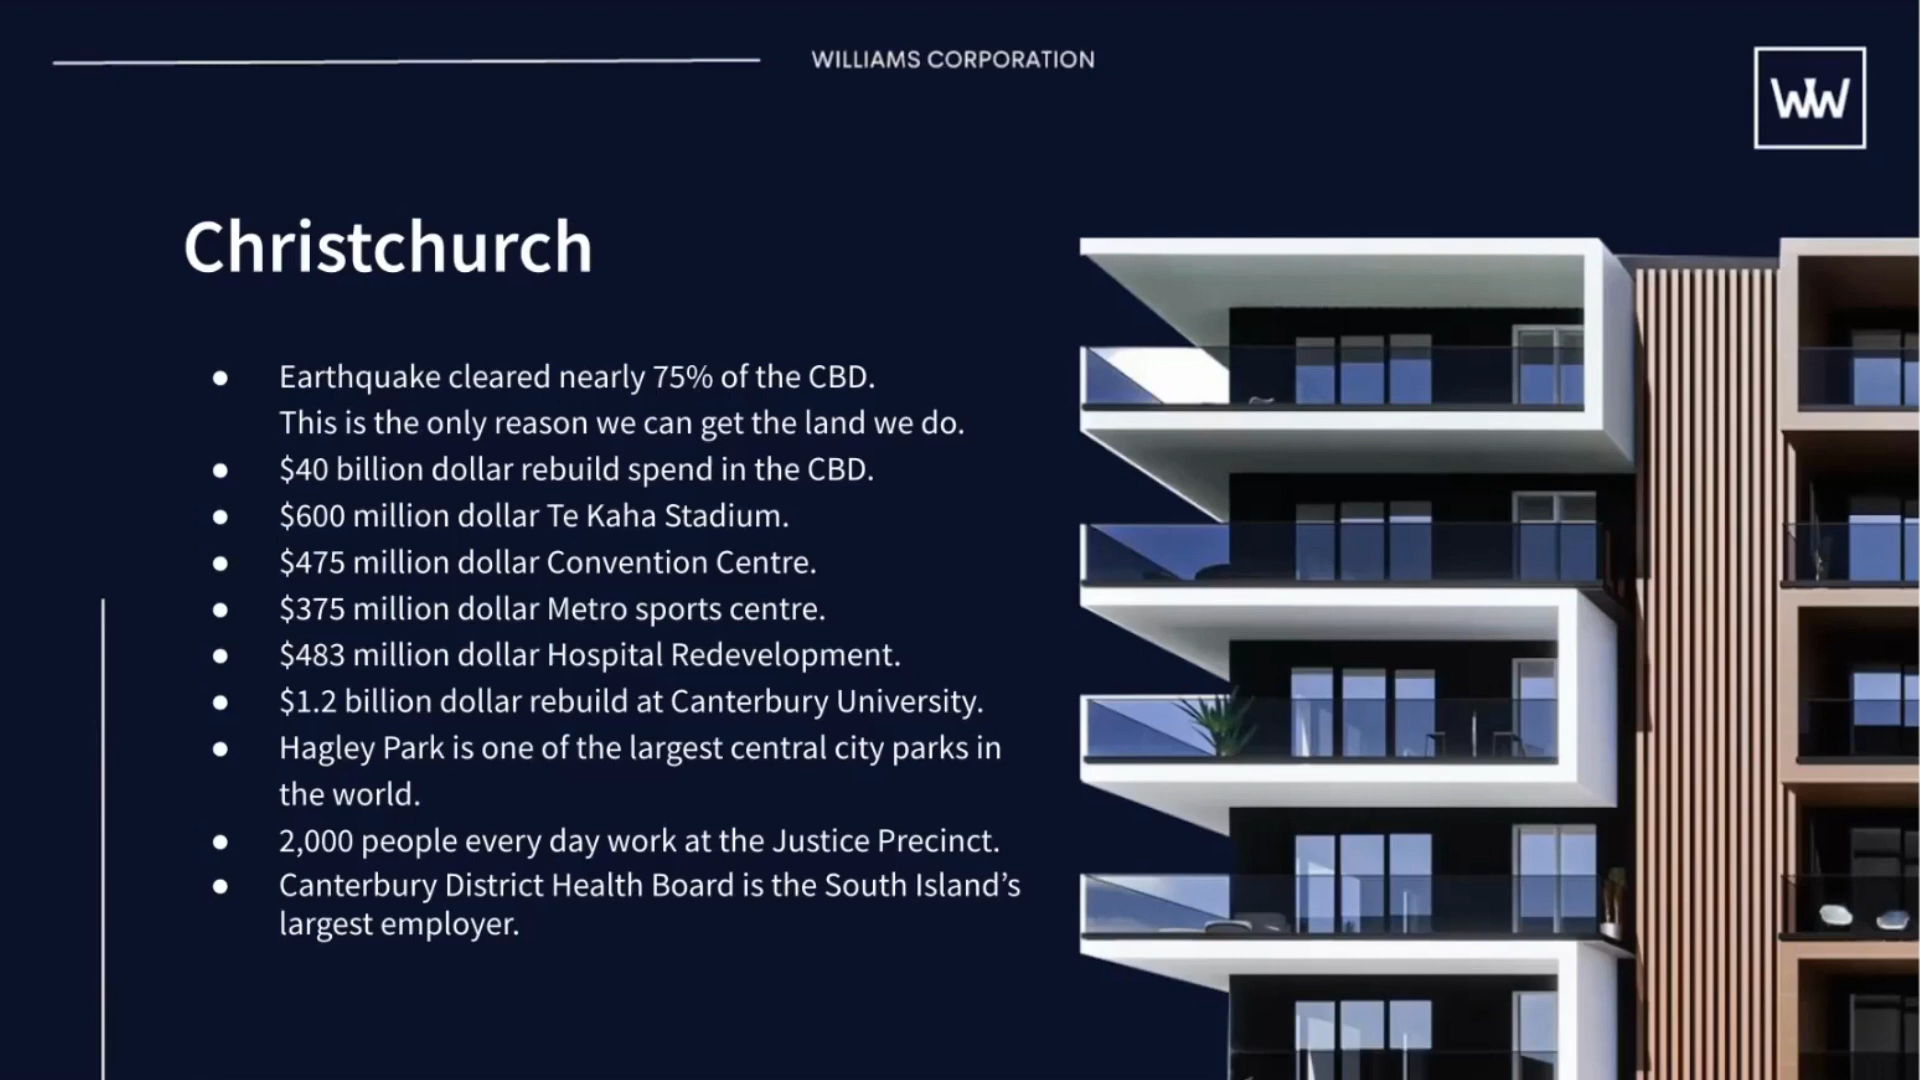 WILLIAMS CORPORATION
WW
Christchurch
● Earthquake cleared nearly 75% of the CBD.
This is the only reason we can get the land we do.
● $40 billion dollar rebuild spend in the CBD.
● $600 million dollar Te Kaha Stadium.
● $475 million dollar Convention Centre.
● $375 million dollar Metro sports centre.
● $483 million dollar Hospital Redevelopment.
● $1.2 billion dollar rebuild at Canterbury University.
● Hagley Park is one of the largest central city parks in
the world.
● 2,000 people every day work at the Justice Precinct.
● Canterbury District Health Board is the South Island’s
largest employer.